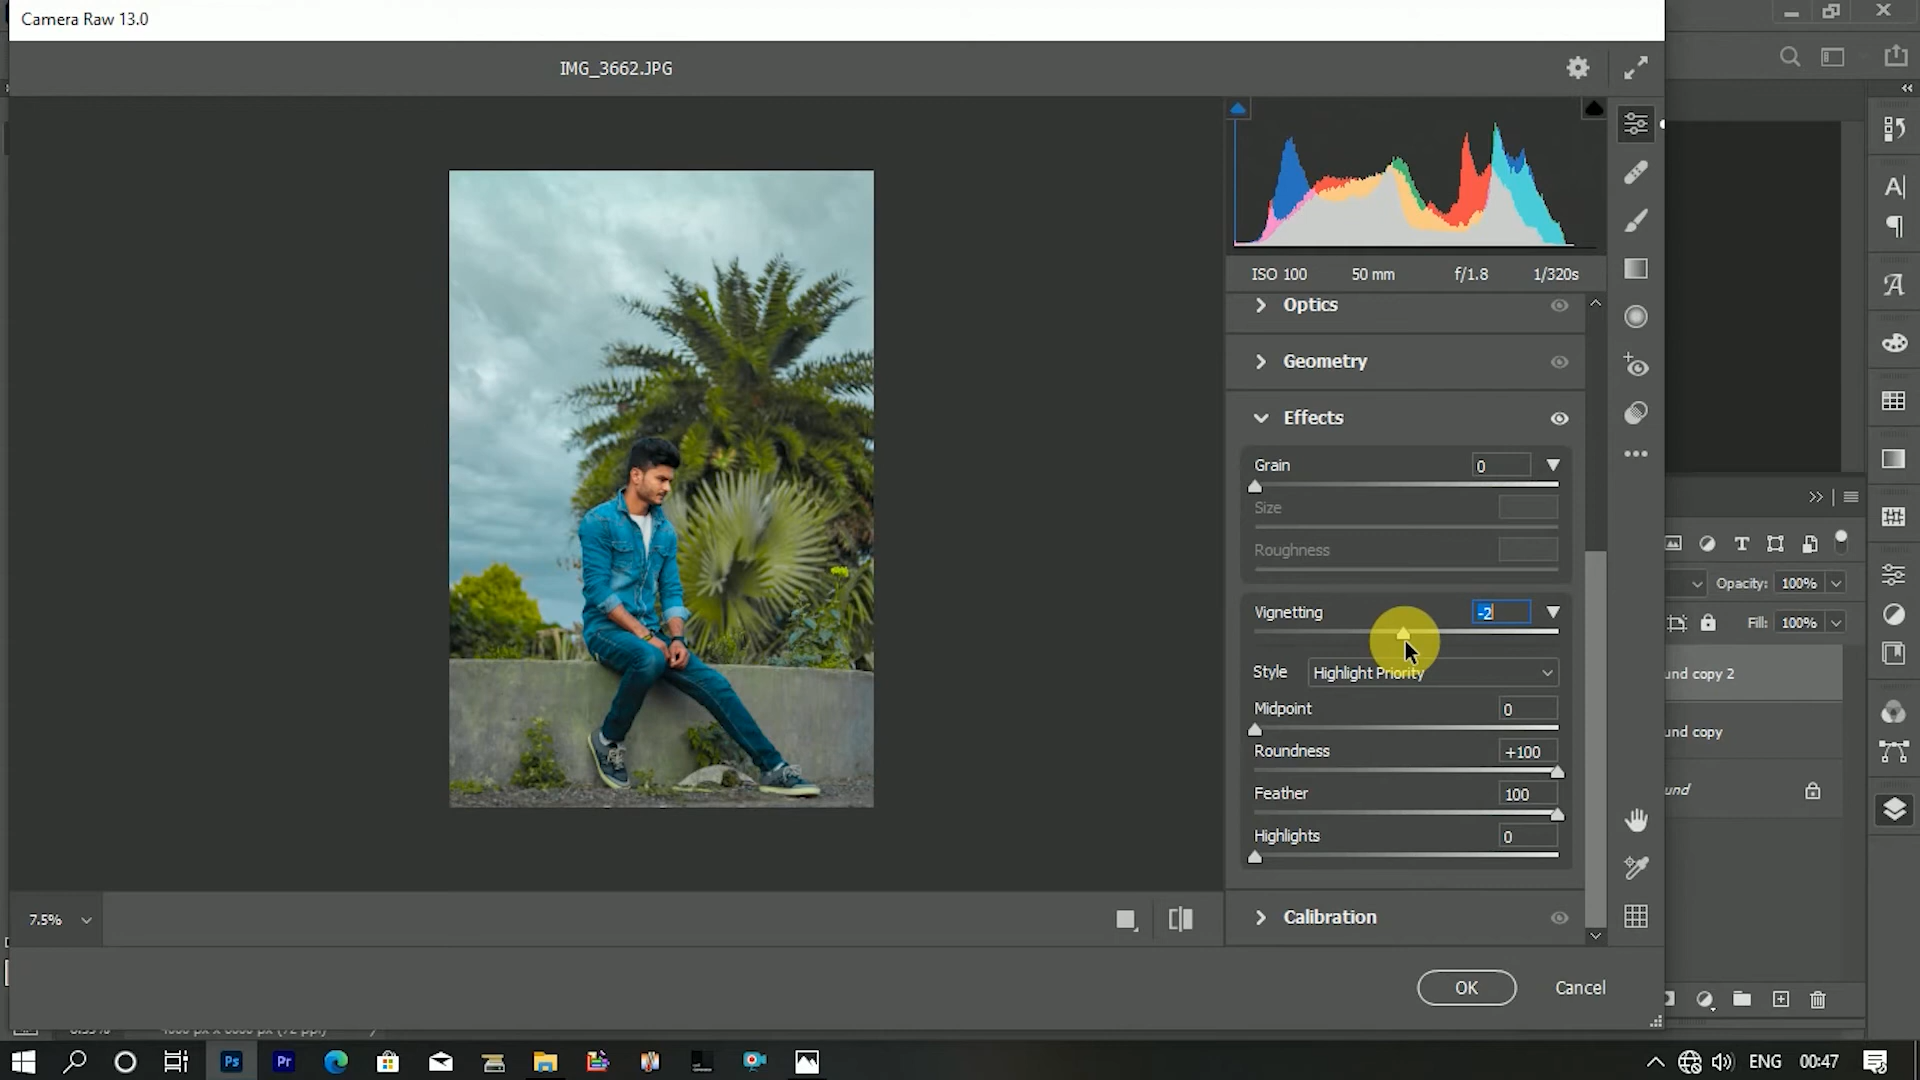 Camera Raw 13.0
IMG_3662.JPG
ISO 100 50 mm f/1.8 1/320s
Optics
Geometry
Effects
Grain 0
Size
Roughness
Vignetting -2
Style Highlight Priority
Midpoint 0
Roundness +100
Feather 100
Highlights 0
Calibration
7.5%
OK Cancel
Opacity: 100%
Fill: 100%
und copy 2
und copy
und
Ps Pr ENG 00:47